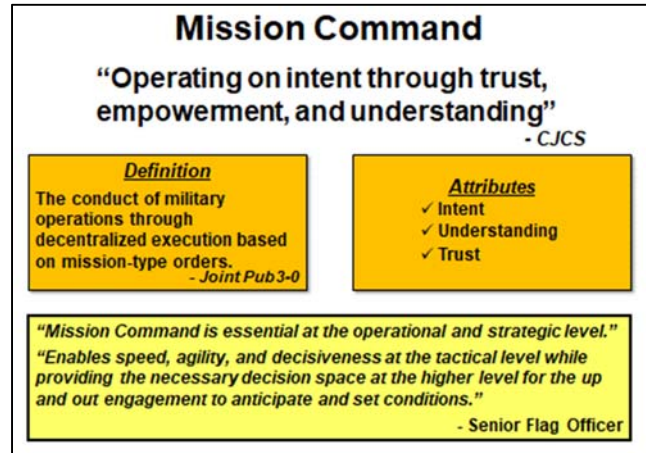 Mission Command
“Operating on intent through trust,
empowerment, and understanding”
- CJCS
Definition
The conduct of military
operations through
decentralized execution based
on mission-type orders.
- Joint Pub 3-0
Attributes
✓ Intent
✓ Understanding
✓ Trust
“Mission Command is essential at the operational and strategic level.”
“Enables speed, agility, and decisiveness at the tactical level while
providing the necessary decision space at the higher level for the up
and out engagement to anticipate and set conditions.”
- Senior Flag Officer